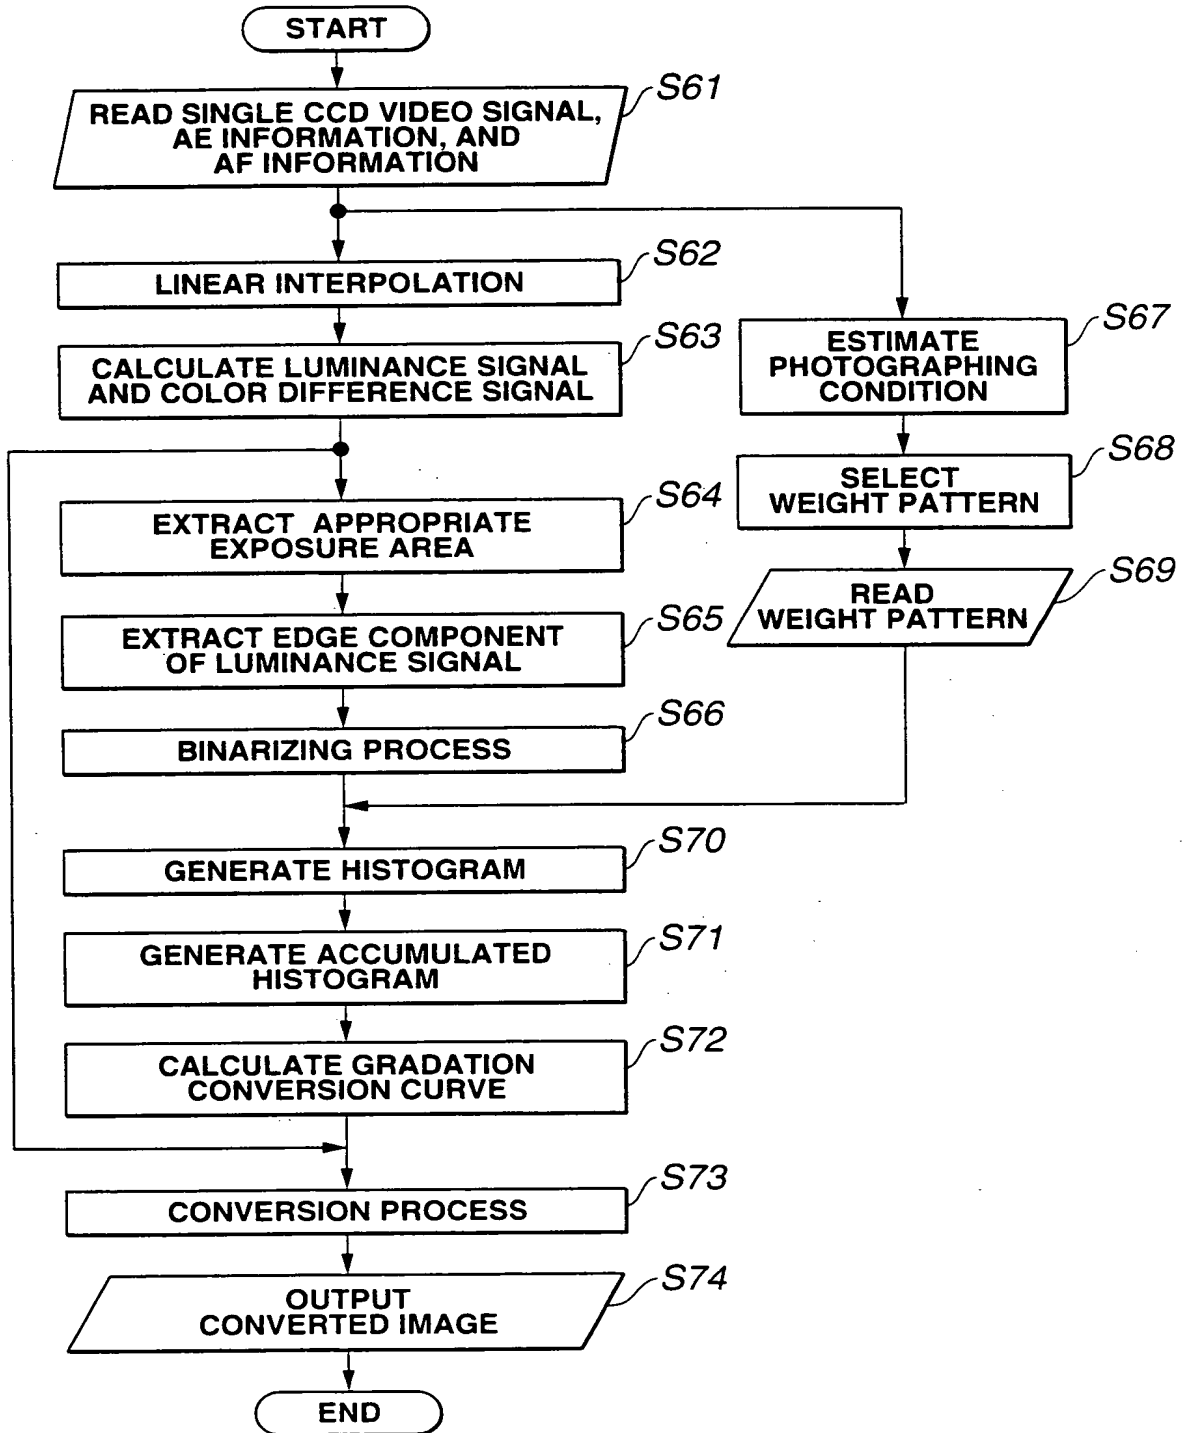 START
S61
READ SINGLE CCD VIDEO SIGNAL,
AE INFORMATION, AND
AF INFORMATION
S62
LINEAR INTERPOLATION
S63
CALCULATE LUMINANCE SIGNAL
AND COLOR DIFFERENCE SIGNAL
S67
ESTIMATE
PHOTOGRAPHING
CONDITION
S68
SELECT
WEIGHT PATTERN
S64
EXTRACT APPROPRIATE
EXPOSURE AREA
S69
READ
WEIGHT PATTERN
S65
EXTRACT EDGE COMPONENT
OF LUMINANCE SIGNAL
S66
BINARIZING PROCESS
S70
GENERATE HISTOGRAM
S71
GENERATE ACCUMULATED
HISTOGRAM
S72
CALCULATE GRADATION
CONVERSION CURVE
S73
CONVERSION PROCESS
S74
OUTPUT
CONVERTED IMAGE
END